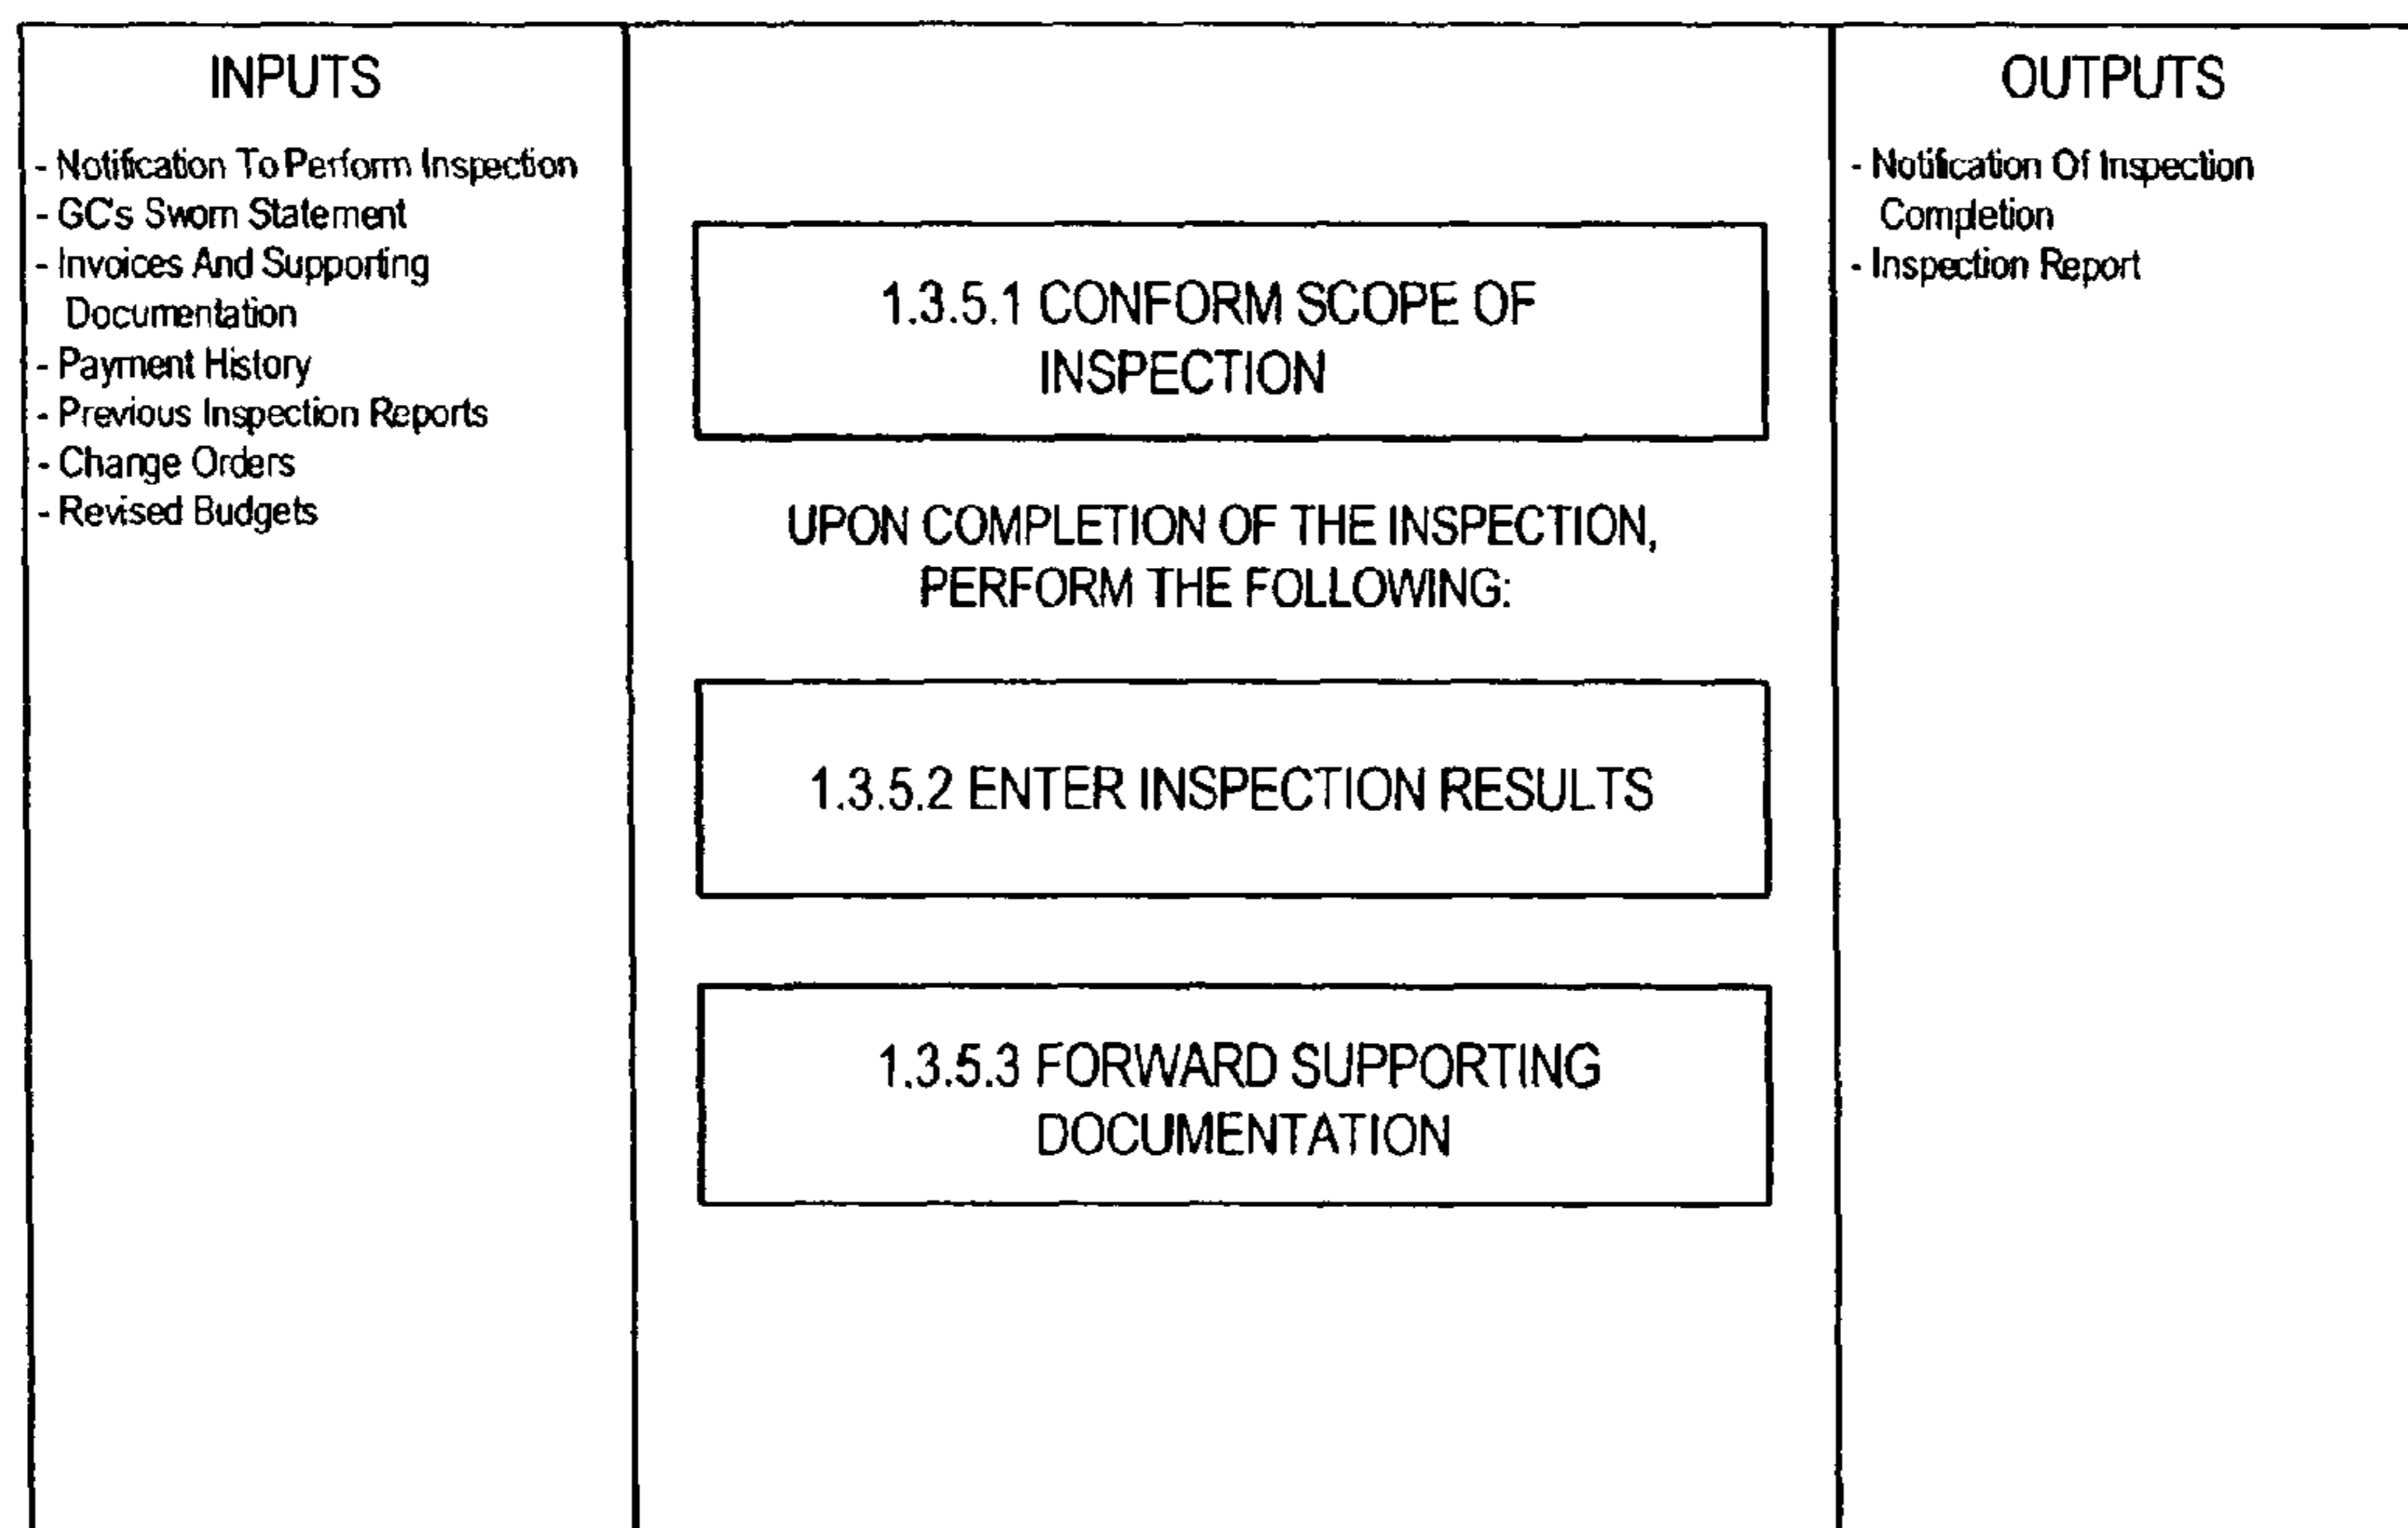 INPUTS
- Notification To Perform Inspection
- GC's Sworn Statement
- Invoices And Supporting
Documentation
- Payment History
- Previous Inspection Reports
- Change Orders
- Revised Budgets
1.3.5.1 CONFORM SCOPE OF
INSPECTION
UPON COMPLETION OF THE INSPECTION,
PERFORM THE FOLLOWING:
1.3.5.2 ENTER INSPECTION RESULTS
1.3.5.3 FORWARD SUPPORTING
DOCUMENTATION
OUTPUTS
- Notification Of Inspection
Completion
- Inspection Report